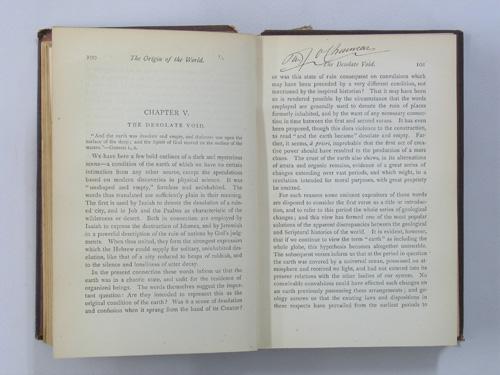 100 The Origin of the World.
CHAPTER V.
THE DESOLATE VOID.
"And the earth was desolate and empty, and darkness was upon the
surface of the deep; and the Spirit of God moved on the surface of the
waters."—Genesis i, 2.
We have here a few bold outlines of a dark and mysterious
scene—a condition of the earth of which we have no certain
intimation from any other source, except the speculations
based on modern discoveries in physical science. It was
"unshaped and empty," formless and uninhabited. The
words thus translated are sufficiently plain in their meaning.
The first is used by Isaiah to denote the desolation of a ruin-
ed city, and in Job and the Psalms as characteristic of the
wilderness or desert. Both in connection are employed by
Isaiah to express the destruction of Idumea, and by Jeremiah
in a powerful description of the ruin of nations by God's judg-
ments. When thus united, they form the strongest expression
which the Hebrew could supply for solitary, uninhabited deso-
lation, like that of a city reduced to heaps of rubbish, and
to the silence and loneliness of utter decay.
In the present connection these words inform us that the
earth was in a chaotic state, and unfit for the residence of
organized beings. The words themselves suggest the impor-
tant question: Are they intended to represent this as the
original condition of the earth? Was it a scene of desolation
and confusion when it sprang from the hand of its Creator?
The Desolate Void. 101
or was this state of ruin consequent on convulsions which
may have been preceded by a very different condition, not
mentioned by the inspired historian? That it may have been
so is rendered possible by the circumstance that the words
employed are generally used to denote the ruin of places
formerly inhabited, and by the want of any necessary connec-
tion in time between the first and second verses. It has even
been proposed, though this does violence to the construction,
to read "and the earth became" desolate and empty. Far-
ther, it seems, à priori, improbable that the first act of crea-
tive power should have resulted in the production of a mere
chaos. The crust of the earth also shows, in its alternations
of strata and organic remains, evidence of a great series of
changes extending over vast periods, and which might, in a
revelation intended for moral purposes, with great propriety
be omitted.
For such reasons some eminent expositors of these words
are disposed to consider the first verse as a title or introduc-
tion, and to refer to this period the whole series of geological
changes; and this view has formed one of the most popular
solutions of the apparent discrepancies between the geological
and Scriptural histories of the world. It is evident, however,
that if we continue to view the term "earth" as including the
whole globe, this hypothesis becomes altogether untenable.
The subsequent verses inform us that at the period in question
the earth was covered by a universal ocean, possessed no at-
mosphere and received no light, and had not entered into its
present relations with the other bodies of our system. No
conceivable convulsions could have effected such changes on
an earth previously possessing these arrangements; and ge-
ology assures us that the existing laws and dispositions in
these respects have prevailed from the earliest periods to